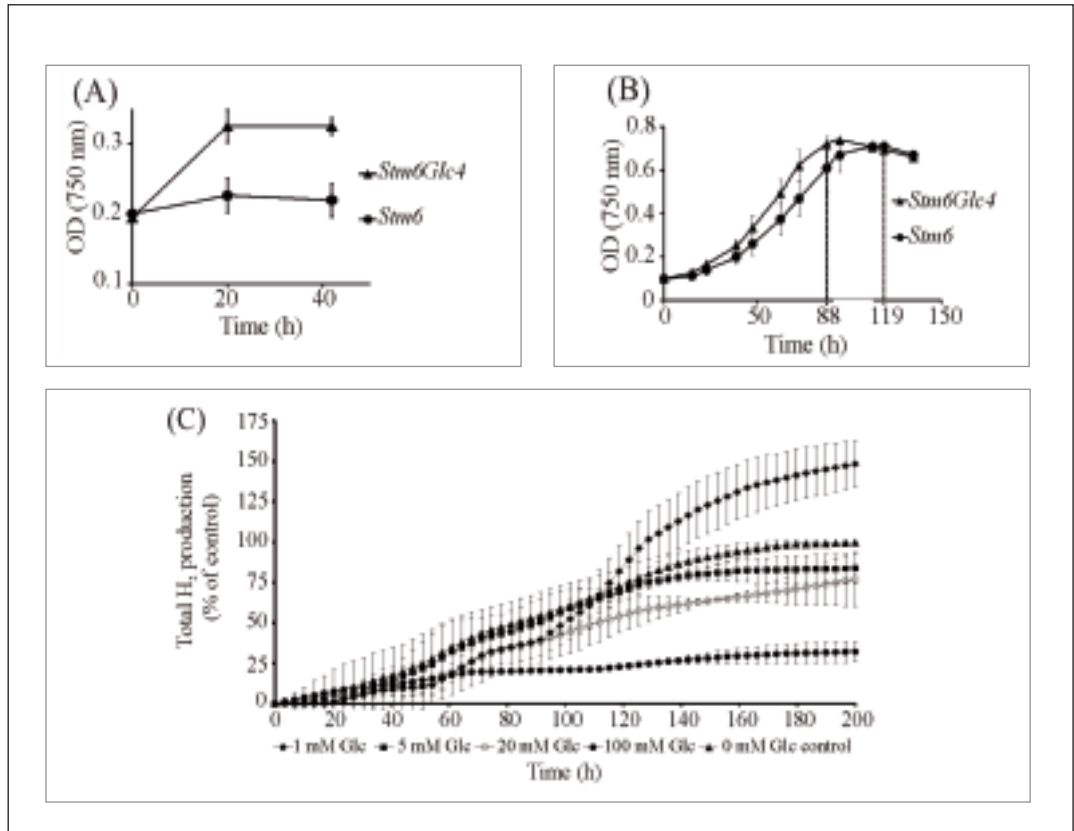 (A)
OD (750 nm)
0.3
0.2
0.1
0
20
40
Time (h)
Stm6Glc4
Stm6
(B)
OD (750 nm)
0.8
0.6
0.4
0.2
0
0
50
88
119
150
Time (h)
Stm6Glc4
Stm6
(C)
Total H₂ production
(% of control)
175
150
125
100
75
50
25
0
0 20 40 60 80 100 120 140 160 180 200
1 mM Glc 5 mM Glc 20 mM Glc 100 mM Glc 0 mM Glc control
Time (h)